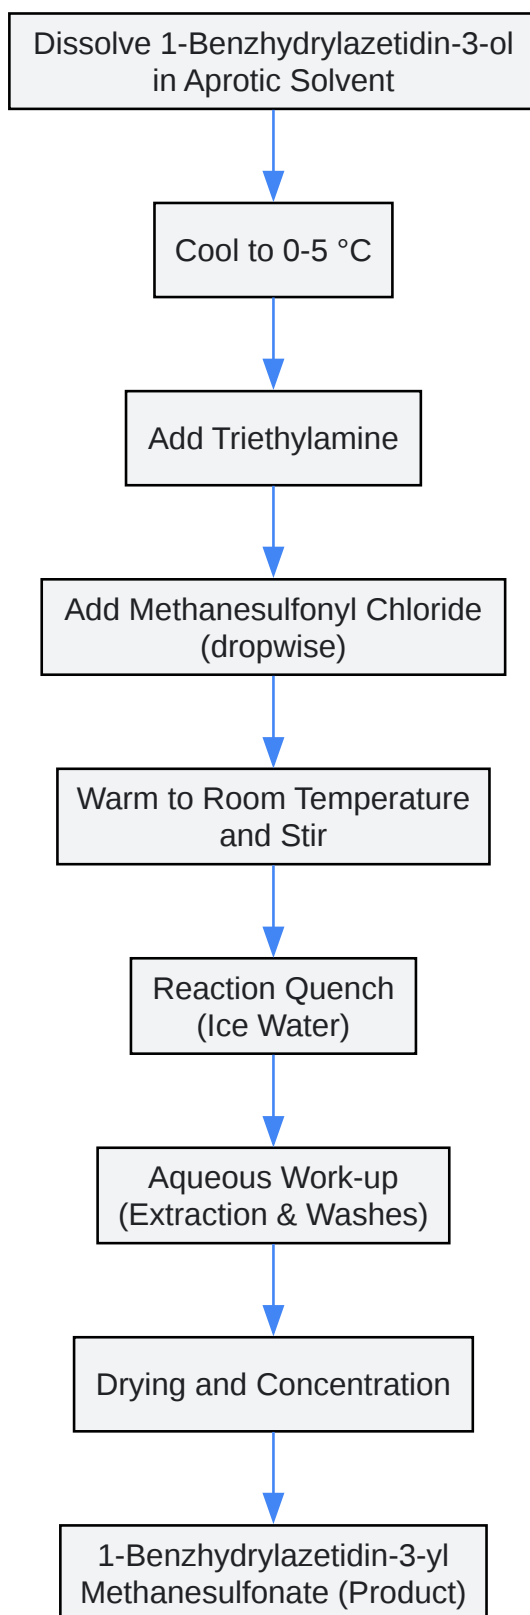 Dissolve 1-Benzhydrylazetidin-3-ol
in Aprotic Solvent
Cool to 0-5 °C
Add Triethylamine
Add Methanesulfonyl Chloride
(dropwise)
Warm to Room Temperature
and Stir
Reaction Quench
(Ice Water)
Aqueous Work-up
(Extraction & Washes)
Drying and Concentration
1-Benzhydrylazetidin-3-yl
Methanesulfonate (Product)